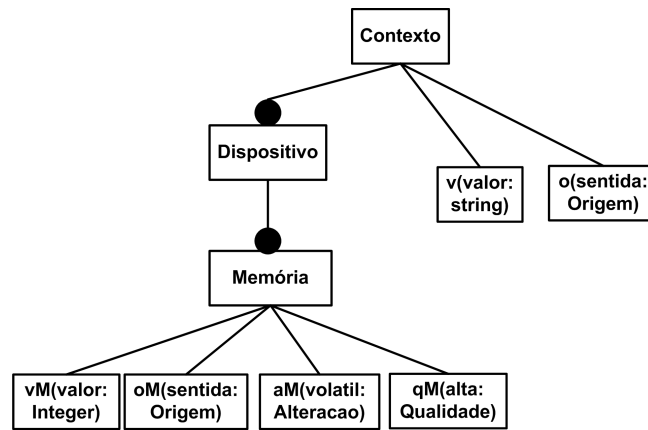 Contexto
Dispositivo
v(valor:
string)
o(sentida:
Origem)
Memória
vM(valor:
Integer)
oM(sentida:
Origem)
aM(volatil:
Alteracao)
qM(alta:
Qualidade)